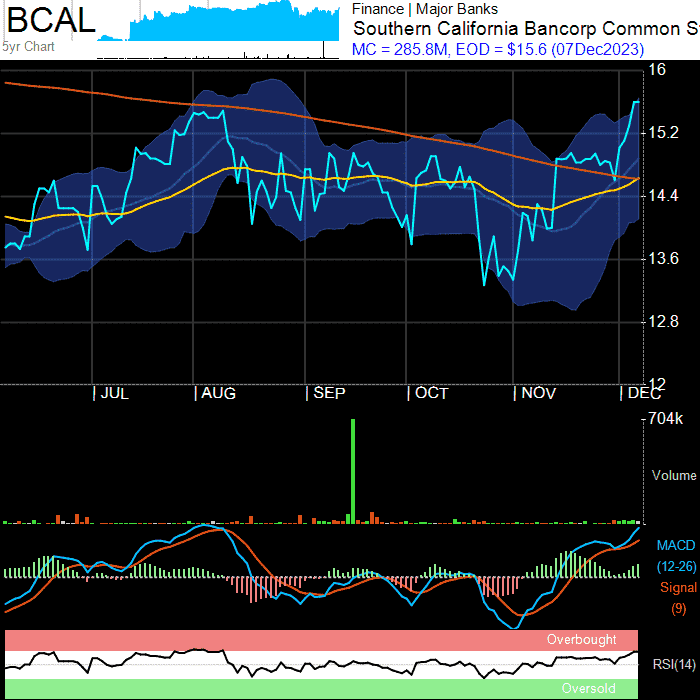 BCAL
5yr Chart
Finance | Major Banks
Southern California Bancorp Common S
MC = 285.8M, EOD = $15.6 (07Dec2023)
16
15.2
14.4
13.6
12.8
12
JUL AUG SEP OCT NOV DEC
704k
Volume
MACD
(12-26)
Signal
(9)
Overbought
RSI(14)
Oversold